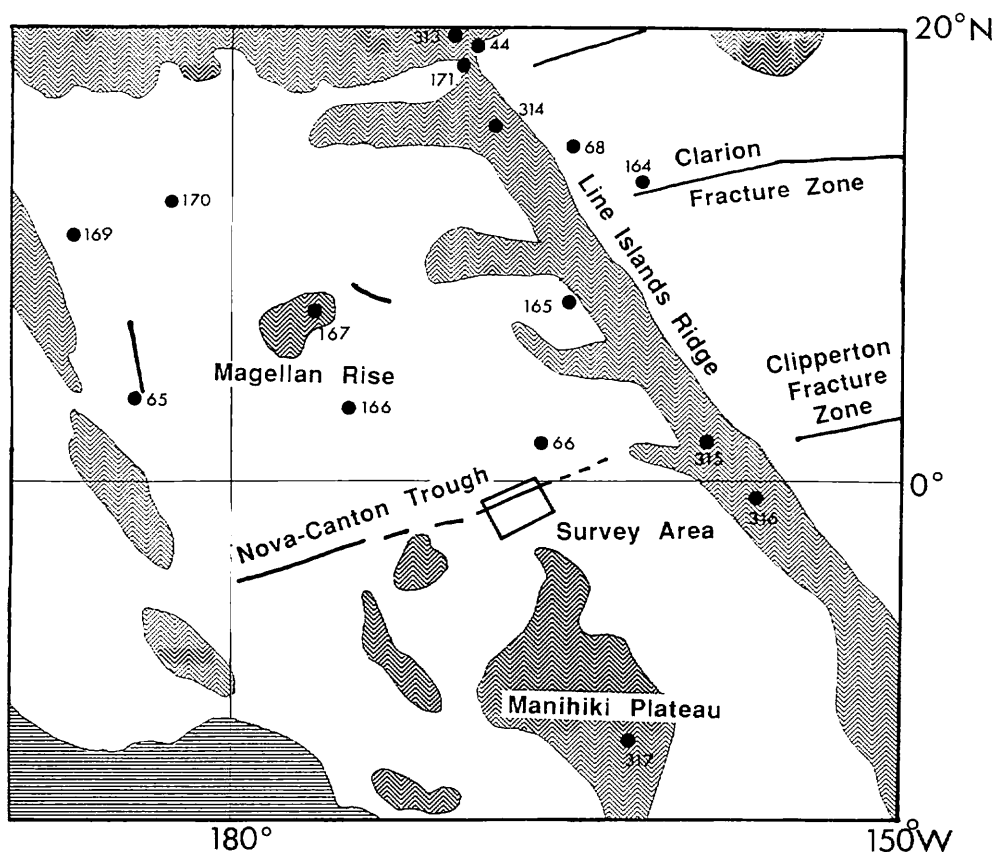 20°N
313
44
171
314
68
164
Clarion
Fracture Zone
170
169
Line Islands Ridge
165
167
Magellan Rise
Clipperton
Fracture
Zone
65
166
66
315
0°
Nova-Canton Trough
316
Survey Area
Manihiki Plateau
317
180°
150°W